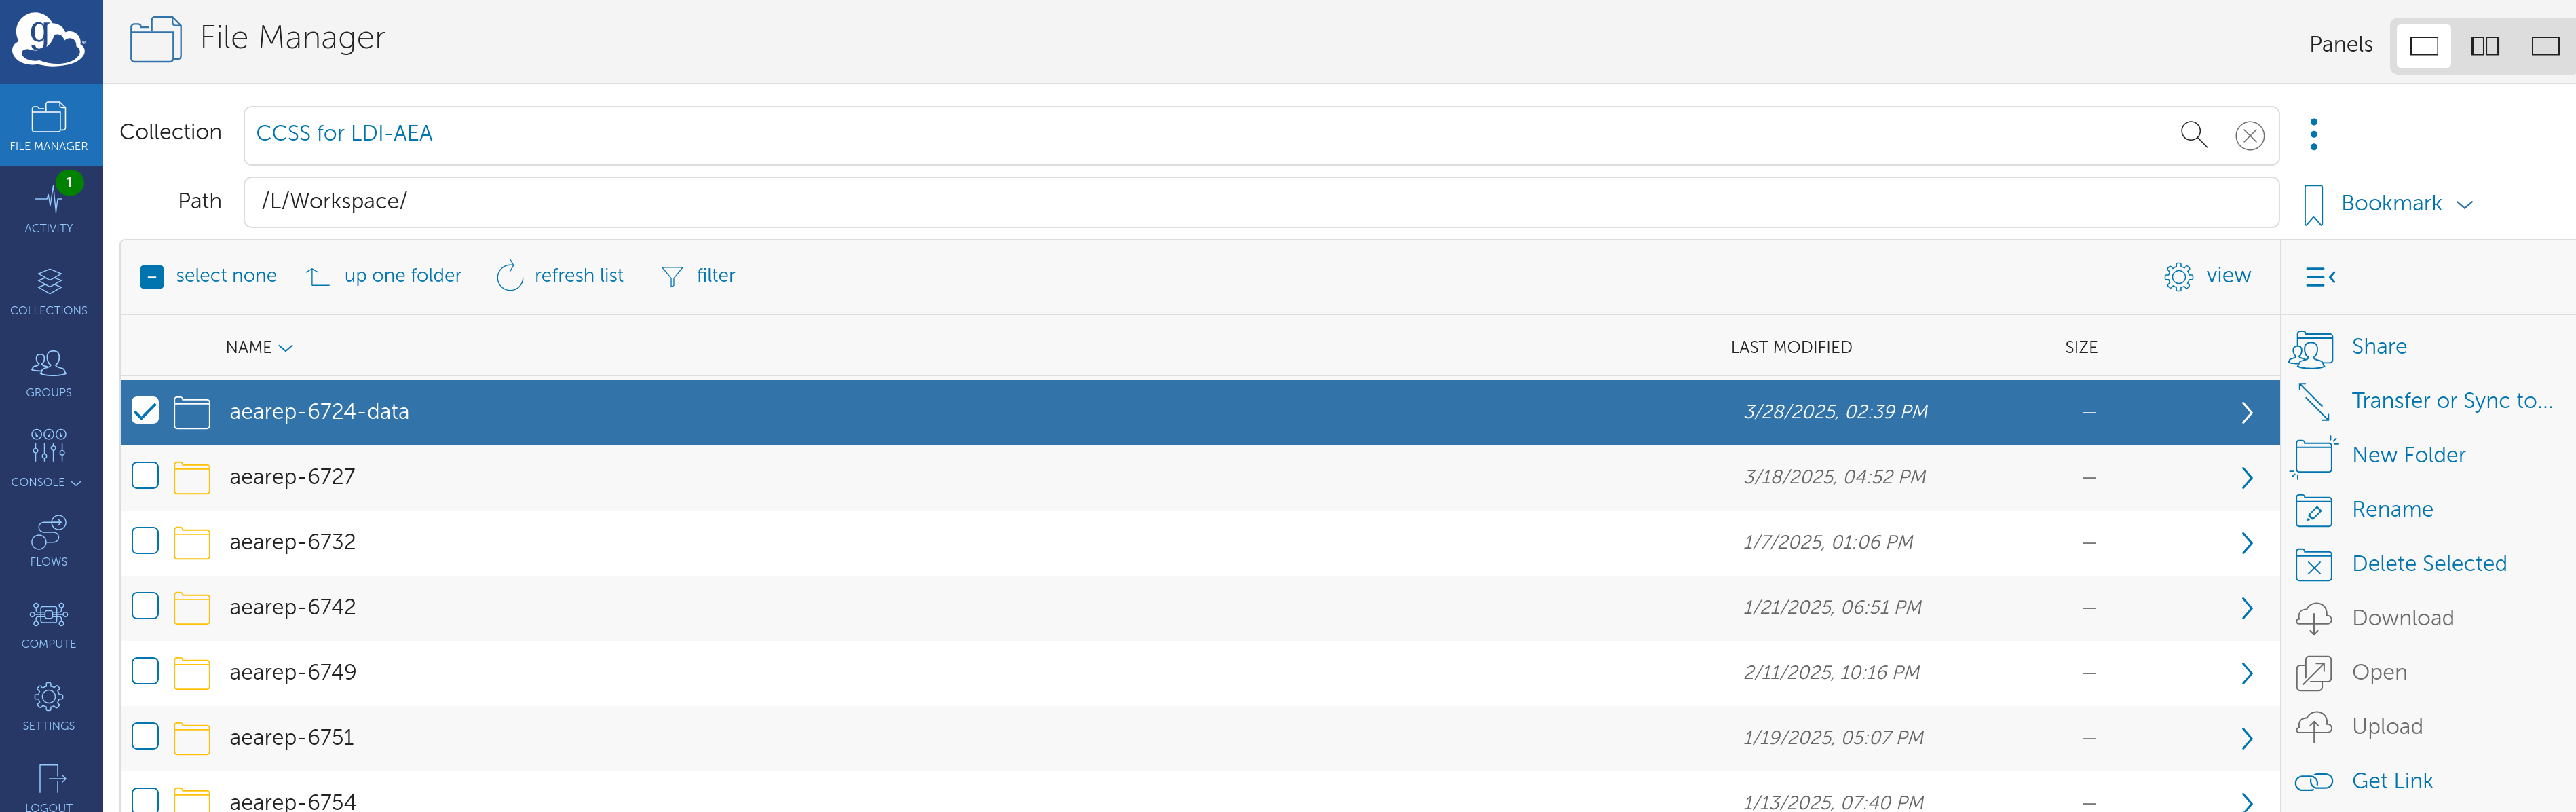 g
File Manager
Panels
FILE MANAGER
1
ACTIVITY
COLLECTIONS
GROUPS
CONSOLE
FLOWS
COMPUTE
SETTINGS
LOGOUT
Collection CCSS for LDI-AEA
Path /L/Workspace/
Bookmark
select none up one folder refresh list filter view
NAME LAST MODIFIED SIZE
aearep-6724-data 3/28/2025, 02:39 PM —
aearep-6727 3/18/2025, 04:52 PM —
aearep-6732 1/7/2025, 01:06 PM —
aearep-6742 1/21/2025, 06:51 PM —
aearep-6749 2/11/2025, 10:16 PM —
aearep-6751 1/19/2025, 05:07 PM —
aearep-6754 1/13/2025, 07:40 PM —
Share
Transfer or Sync to...
New Folder
Rename
Delete Selected
Download
Open
Upload
Get Link